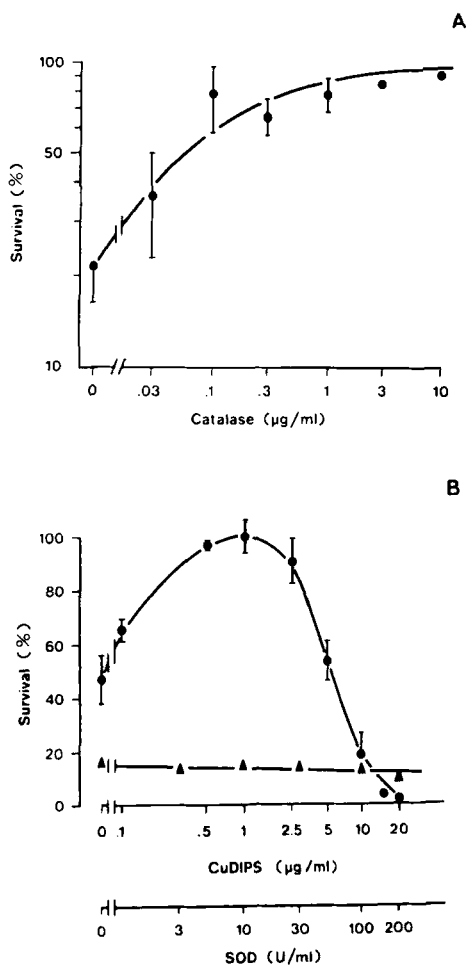 A
Survival (%)
100
50
10
0 .03 .1 .3 1 3 10
Catalase (µg/ml)
B
Survival (%)
100
80
60
40
20
0
0 .1 .5 1 2.5 5 10 20
CuDIPS (µg/ml)
0 3 10 30 100 200
SOD (U/ml)